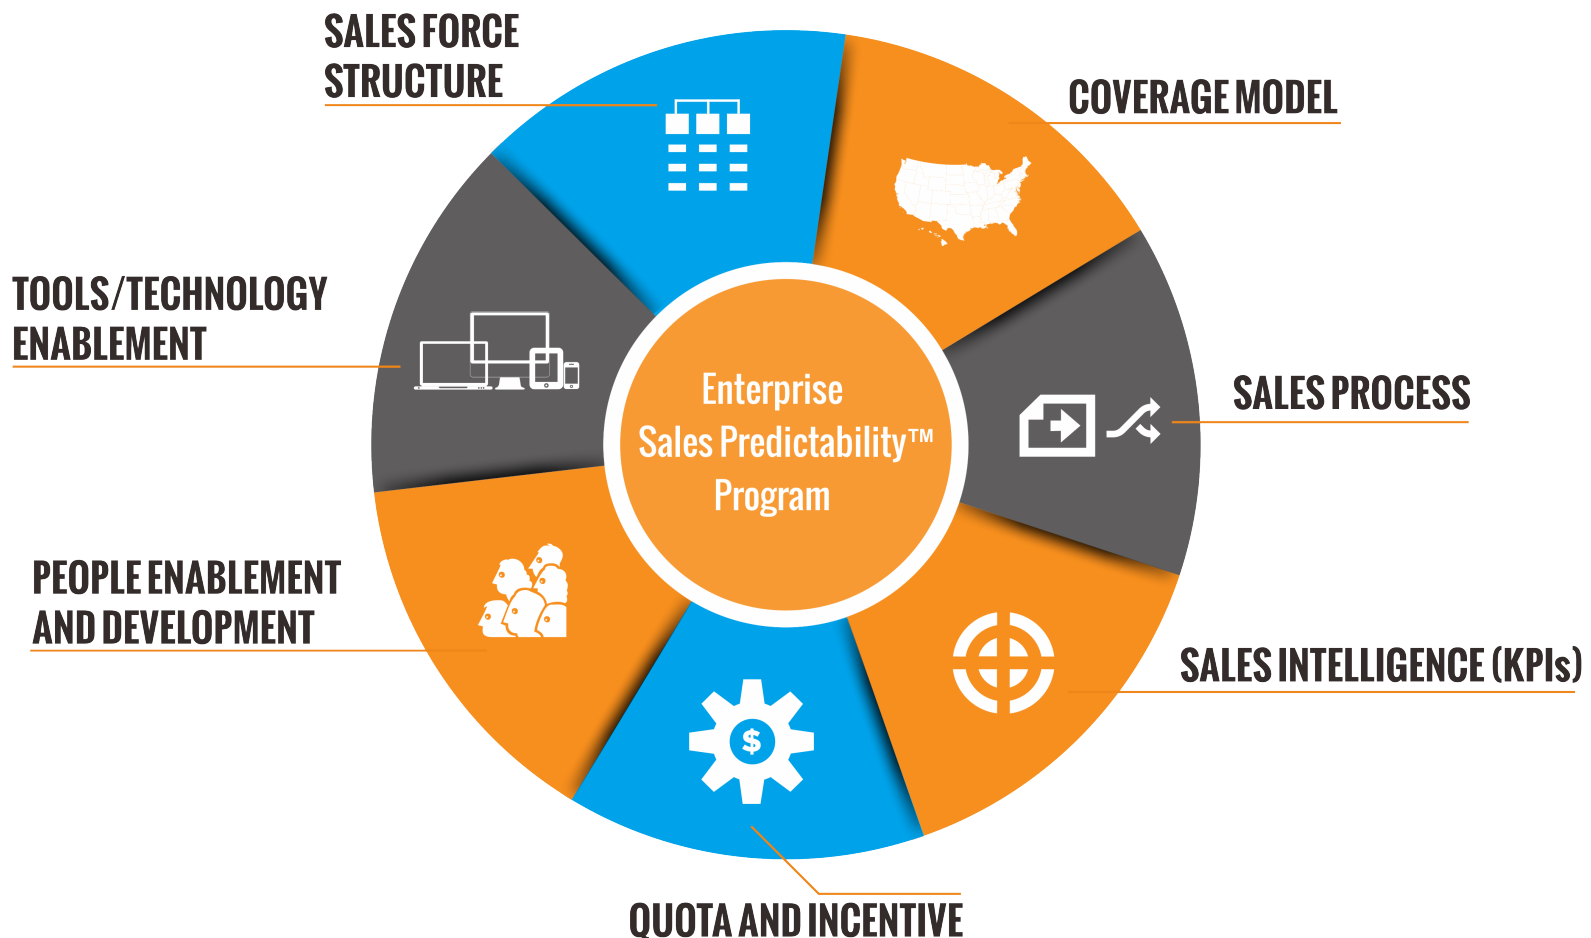 SALES FORCE
STRUCTURE
COVERAGE MODEL
TOOLS/TECHNOLOGY
ENABLEMENT
Enterprise
Sales Predictability™
Program
SALES PROCESS
PEOPLE ENABLEMENT
AND DEVELOPMENT
SALES INTELLIGENCE (KPIs)
$
QUOTA AND INCENTIVE